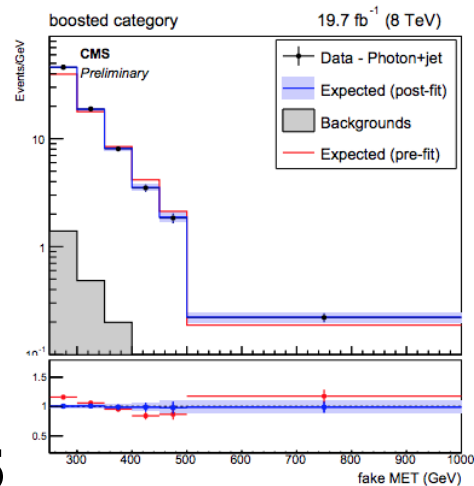 boosted category 19.7 fb⁻¹ (8 TeV)
Events/GeV
CMS
Preliminary
Data - Photon+jet
Expected (post-fit)
Backgrounds
Expected (pre-fit)
10
1
10⁻¹
1.5
1
0.5
300 400 500 600 700 800 900 1000
fake MET (GeV)